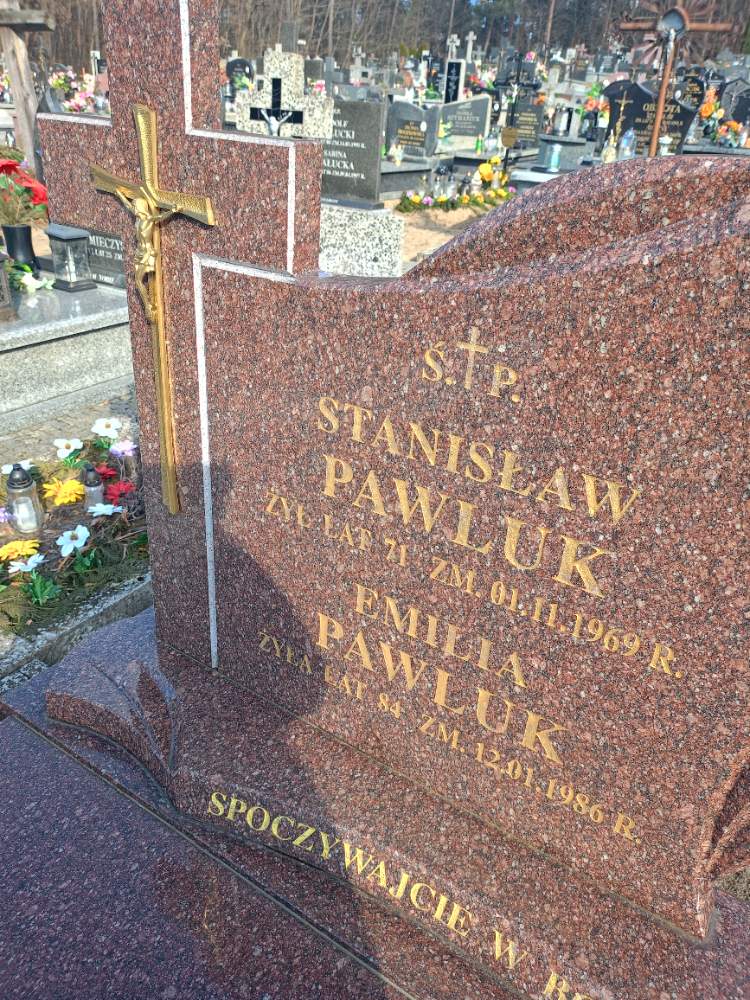 Ś. P.
STANISŁAW
PAWLUK
ŻYŁ LAT 71 ZM. 01.11.1969 R.
EMILIA
PAWLUK
ŻYŁA LAT 84 ZM. 12.01.1986 R.
SPOCZYWAJCIE W